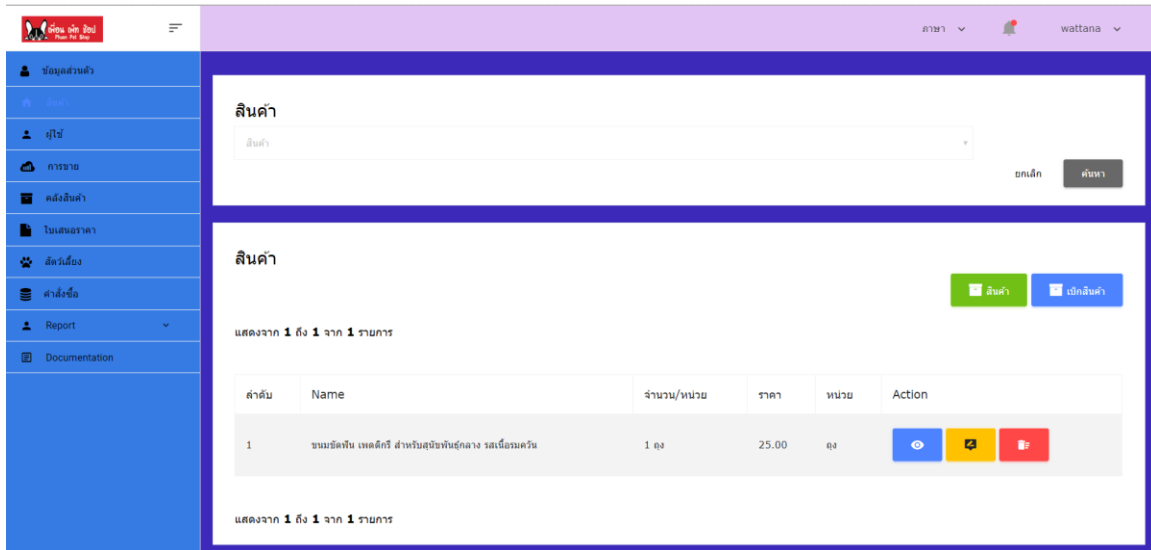 เพื่อน เพ็ท ช็อป
ภาษา
wattana
ข้อมูลส่วนตัว
สินค้า
ผู้ใช้
การขาย
คลังสินค้า
ใบเสนอราคา
สัตว์เลี้ยง
คำสั่งซื้อ
Report
Documentation
สินค้า
สินค้า
ยกเลิก
ค้นหา
สินค้า
สินค้า
เบิกสินค้า
แสดงจาก 1 ถึง 1 จาก 1 รายการ
ลำดับ Name จำนวน/หน่วย ราคา หน่วย Action
1 ขนมขัดฟัน เพดดิกรี สำหรับสุนัขพันธุ์กลาง รสเนื้อรมควัน 1 ถุง 25.00 ถุง
แสดงจาก 1 ถึง 1 จาก 1 รายการ